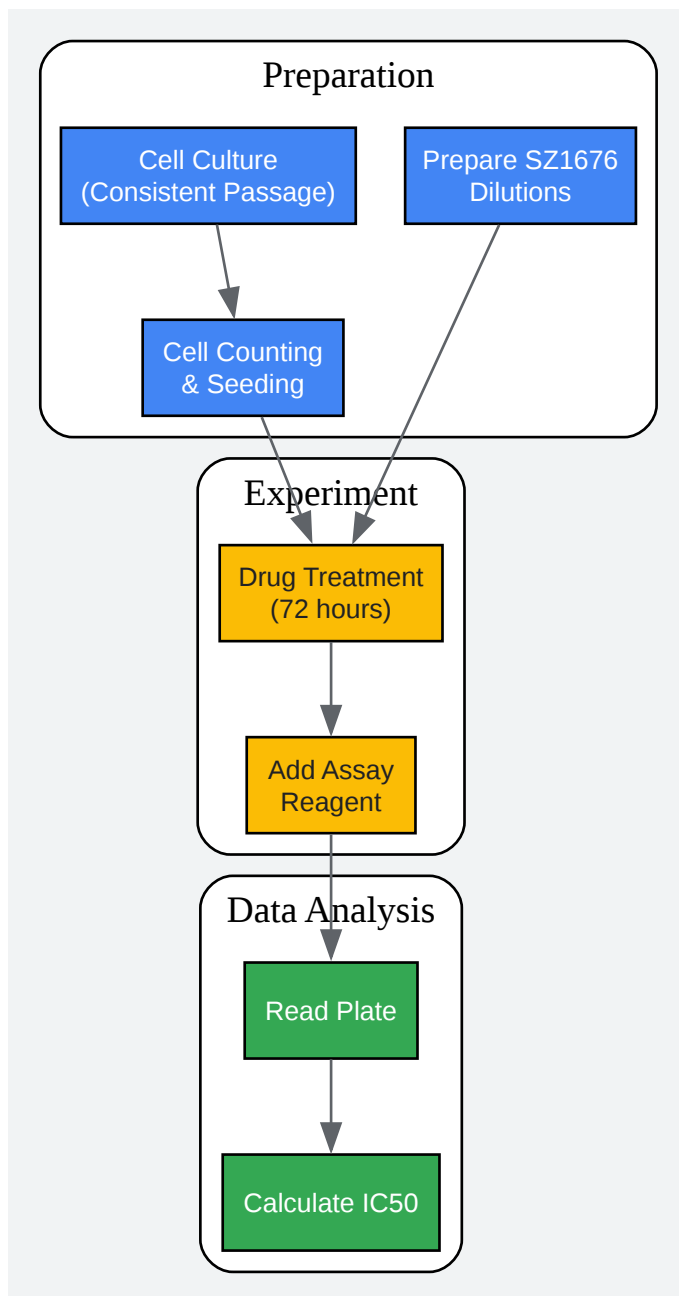 Preparation
Cell Culture
(Consistent Passage)
Prepare SZ1676
Dilutions
Cell Counting
& Seeding
Experiment
Drug Treatment
(72 hours)
Add Assay
Reagent
Data Analysis
Read Plate
Calculate IC50